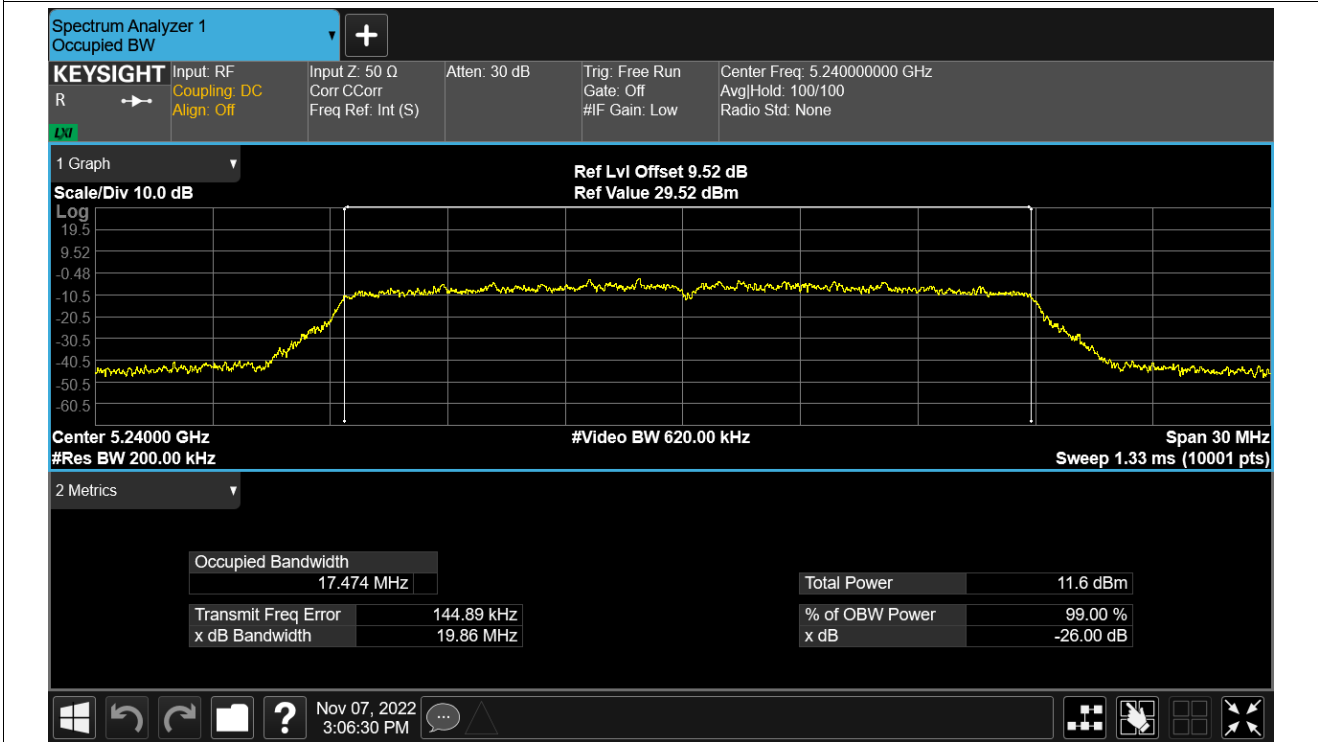 Spectrum Analyzer 1
Occupied BW
KEYSIGHT
R
LXI
Input: RF
Coupling: DC
Align: Off
Input Z: 50 Ω
Corr CCorr
Freq Ref: Int (S)
Atten: 30 dB
Trig: Free Run
Gate: Off
#IF Gain: Low
Center Freq: 5.240000000 GHz
Avg|Hold: 100/100
Radio Std: None
1 Graph
Scale/Div 10.0 dB
Ref Lvl Offset 9.52 dB
Ref Value 29.52 dBm
Log
19.5
9.52
-0.48
-10.5
-20.5
-30.5
-40.5
-50.5
-60.5
Center 5.24000 GHz
#Res BW 200.00 kHz
#Video BW 620.00 kHz
Span 30 MHz
Sweep 1.33 ms (10001 pts)
2 Metrics
Occupied Bandwidth
17.474 MHz
Transmit Freq Error 144.89 kHz
x dB Bandwidth 19.86 MHz
Total Power 11.6 dBm
% of OBW Power 99.00 %
x dB -26.00 dB
?
Nov 07, 2022
3:06:30 PM